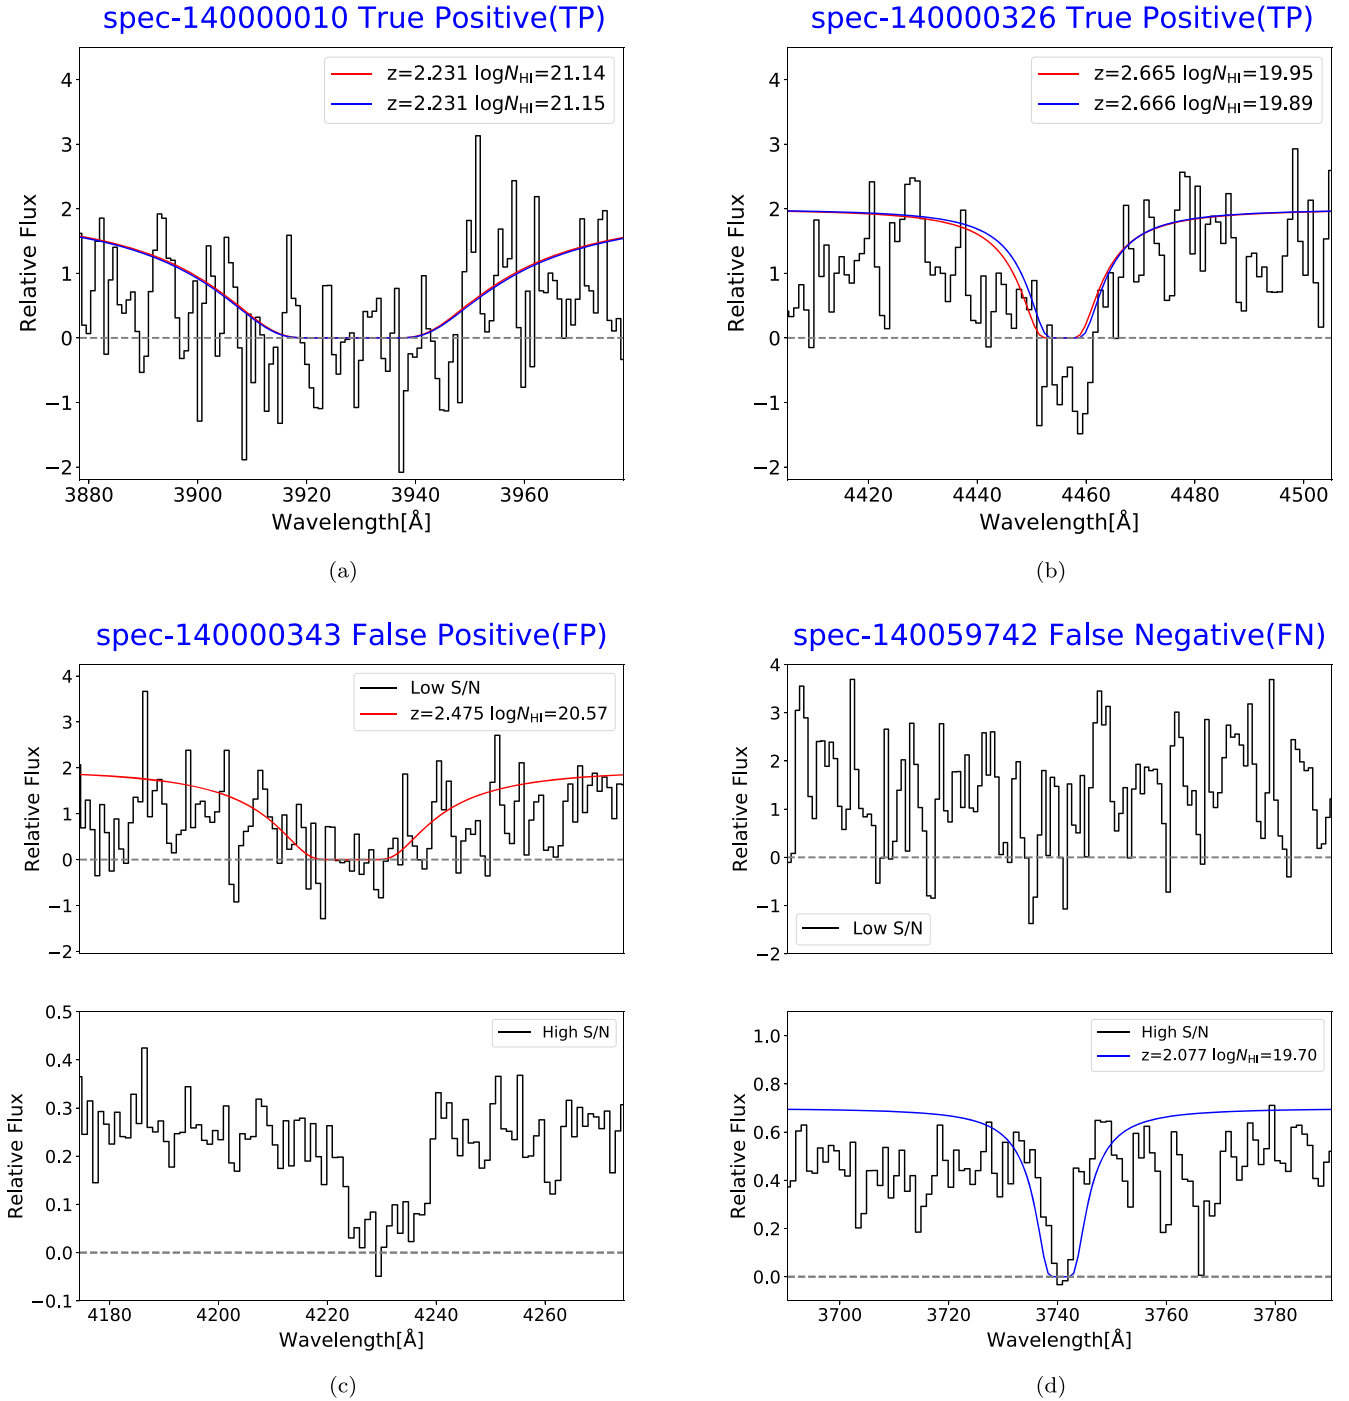 spec-140000010 True Positive(TP)
z=2.231 logN_HI=21.14
z=2.231 logN_HI=21.15
4
3
2
1
0
−1
−2
Relative Flux
3880 3900 3920 3940 3960
Wavelength[Å]
(a)
spec-140000326 True Positive(TP)
z=2.665 logN_HI=19.95
z=2.666 logN_HI=19.89
4
3
2
1
0
−1
−2
Relative Flux
4420 4440 4460 4480 4500
Wavelength[Å]
(b)
spec-140000343 False Positive(FP)
Low S/N
z=2.475 logN_HI=20.57
4
3
2
1
0
−1
−2
Relative Flux
High S/N
0.5
0.4
0.3
0.2
0.1
0.0
−0.1
Relative Flux
4180 4200 4220 4240 4260
Wavelength[Å]
(c)
spec-140059742 False Negative(FN)
4
3
2
1
0
−1
−2
Relative Flux
Low S/N
High S/N
z=2.077 logN_HI=19.70
1.0
0.8
0.6
0.4
0.2
0.0
Relative Flux
3700 3720 3740 3760 3780
Wavelength[Å]
(d)